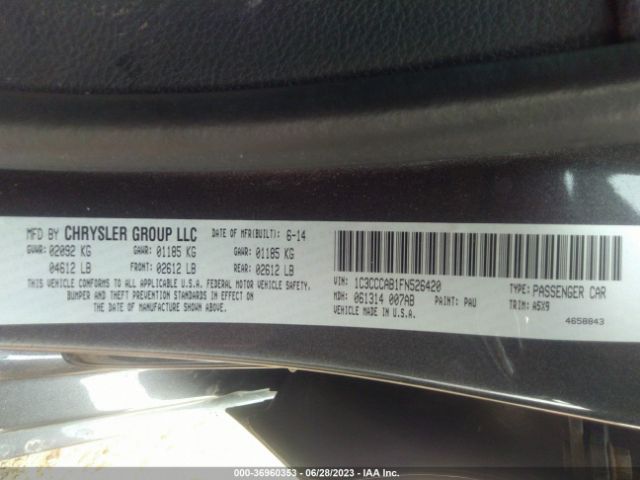 MFD BY CHRYSLER GROUP LLC DATE OF MFR(BUILT): 6-14
GVWR: 02092 KG GAWR: 01185 KG GAWR: 01185 KG
04612 LB FRONT: 02612 LB REAR: 02612 LB
THIS VEHICLE CONFORMS TO ALL APPLICABLE U.S.A. FEDERAL MOTOR VEHICLE SAFETY,
BUMPER AND THEFT PREVENTION STANDARDS IN EFFECT ON
THE DATE OF MANUFACTURE SHOWN ABOVE.
VIN: 1C3CCCAB1FN526420 TYPE: PASSENGER CAR
MDH: 061314 007AB PAINT: PAU TRIM: A5X9
VEHICLE MADE IN U.S.A. 4658843
000-36960353 - 06/28/2023 - IAA Inc.